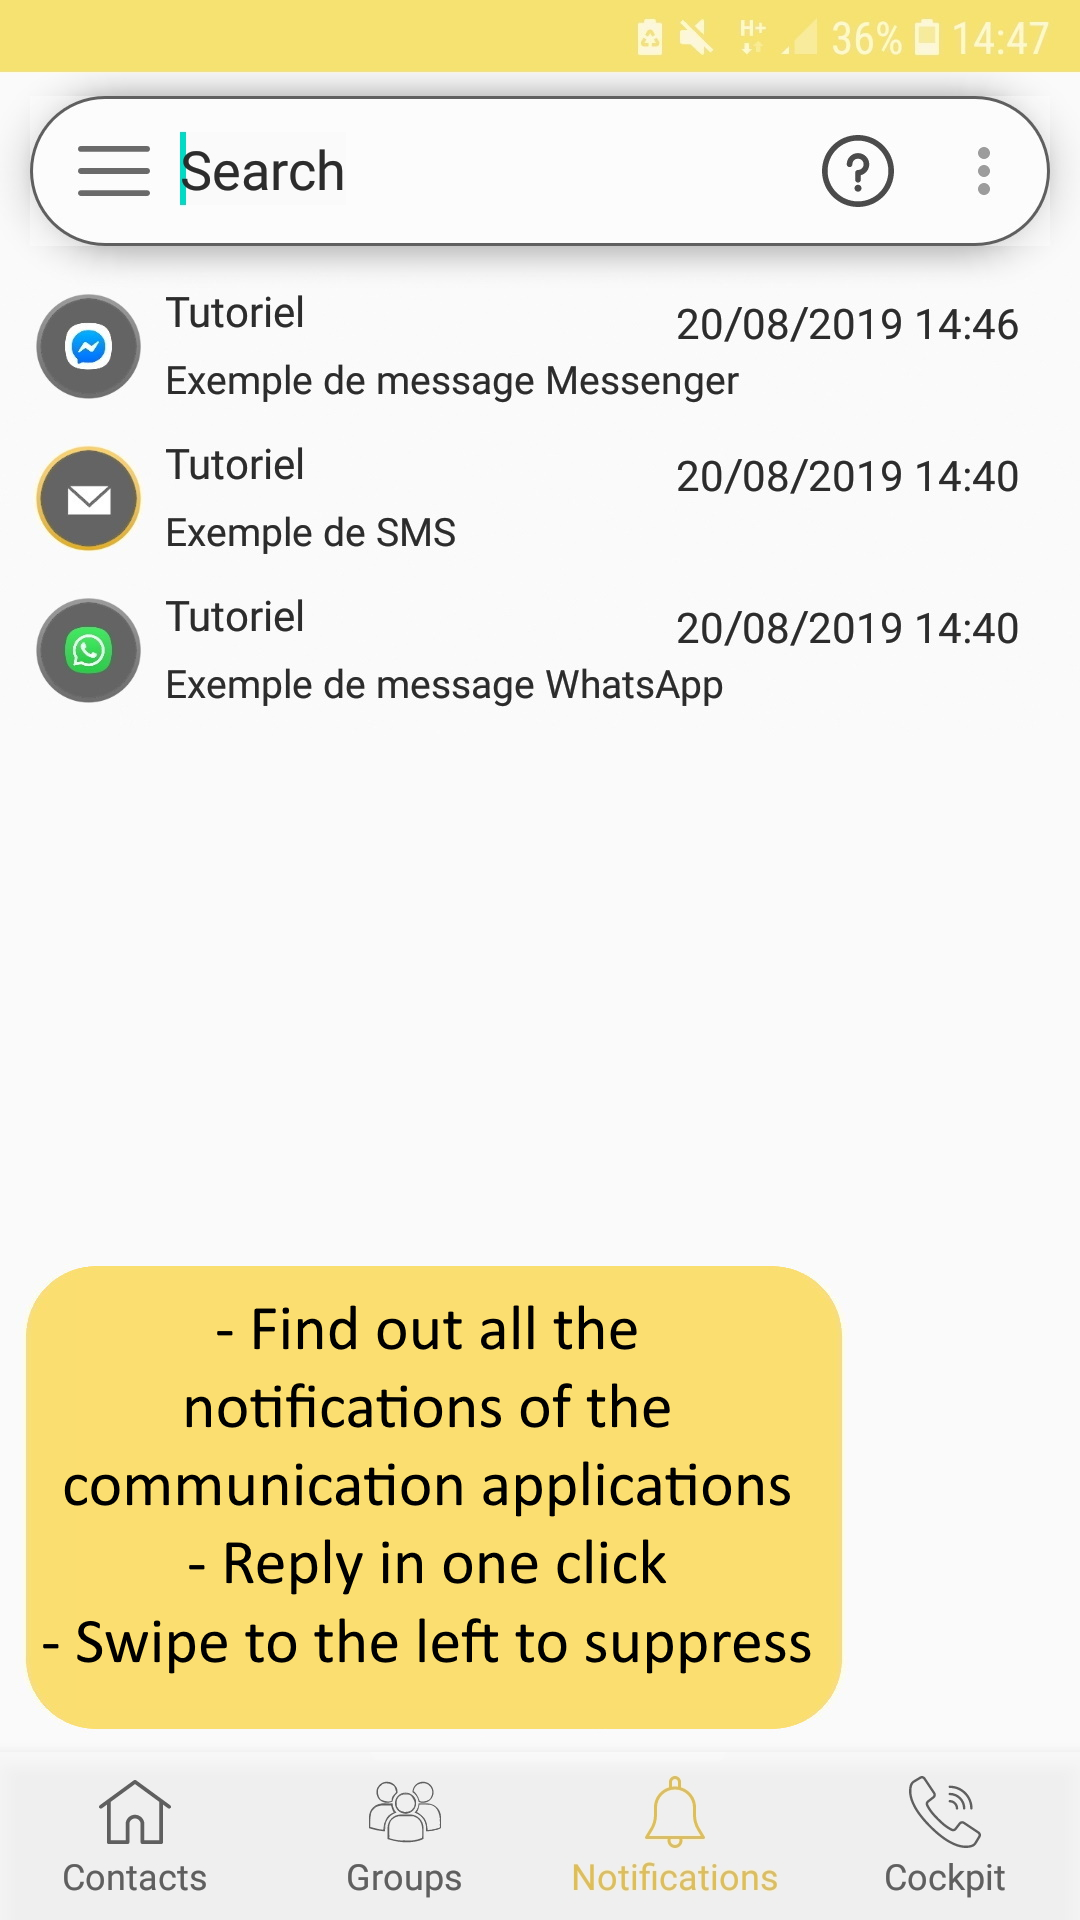 H+ 36% 14:47
Search
Tutoriel
20/08/2019 14:46
Exemple de message Messenger
Tutoriel
20/08/2019 14:40
Exemple de SMS
Tutoriel
20/08/2019 14:40
Exemple de message WhatsApp
- Find out all the
notifications of the
communication applications
- Reply in one click
- Swipe to the left to suppress
Contacts Groups Notifications Cockpit